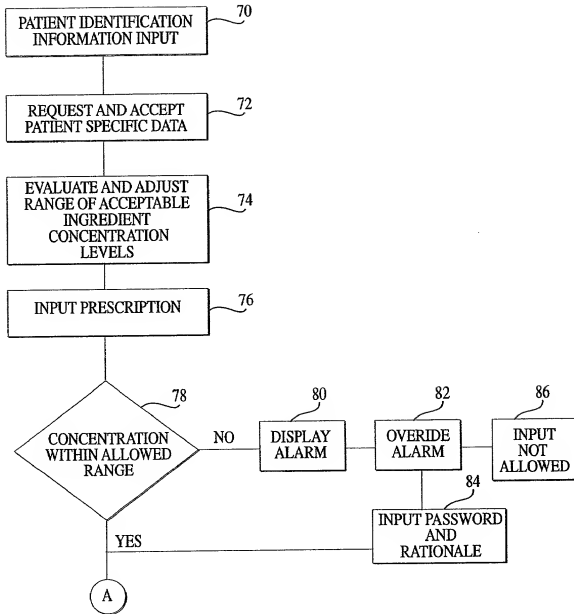 PATIENT IDENTIFICATION
INFORMATION INPUT
70
REQUEST AND ACCEPT
PATIENT SPECIFIC DATA
72
EVALUATE AND ADJUST
RANGE OF ACCEPTABLE
INGREDIENT
CONCENTRATION
LEVELS
74
INPUT PRESCRIPTION
76
CONCENTRATION
WITHIN ALLOWED
RANGE
78
NO
DISPLAY
ALARM
80
OVERIDE
ALARM
82
INPUT
NOT
ALLOWED
86
INPUT PASSWORD
AND
RATIONALE
84
YES
A